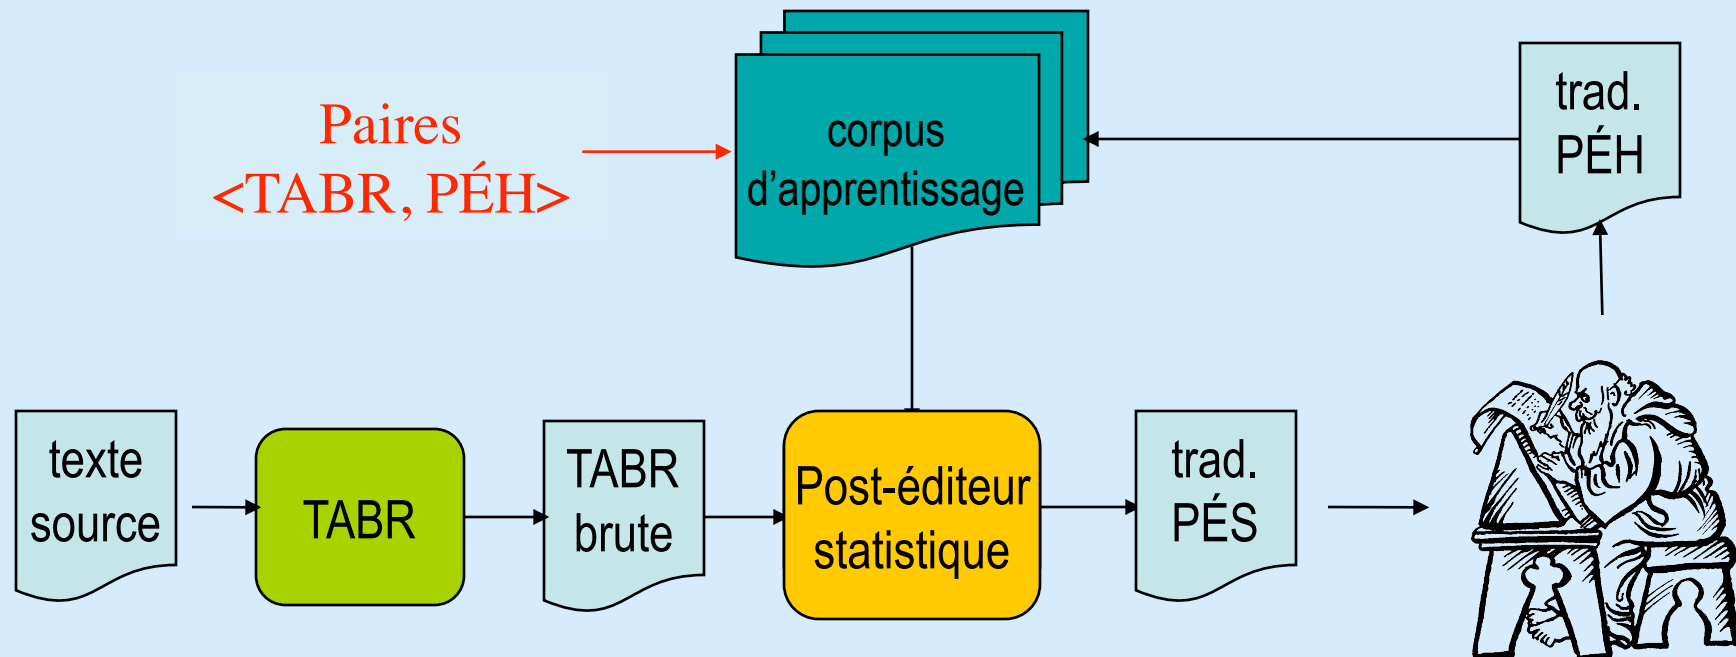 Paires
<TABR, PÉH>
corpus
d’apprentissage
trad.
PÉH
texte
source
TABR
TABR
brute
Post-éditeur
statistique
trad.
PÉS